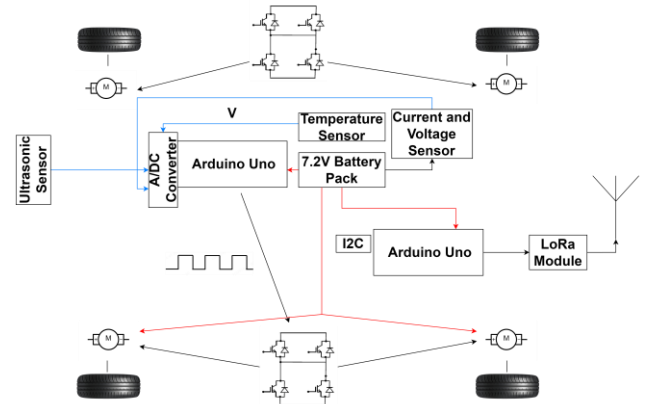 M
M
V
Temperature
Sensor
Current and
Voltage
Sensor
Ultrasonic
Sensor
A/DC
Converter
Arduino Uno
7.2V Battery
Pack
I2C
Arduino Uno
LoRa
Module
M
M